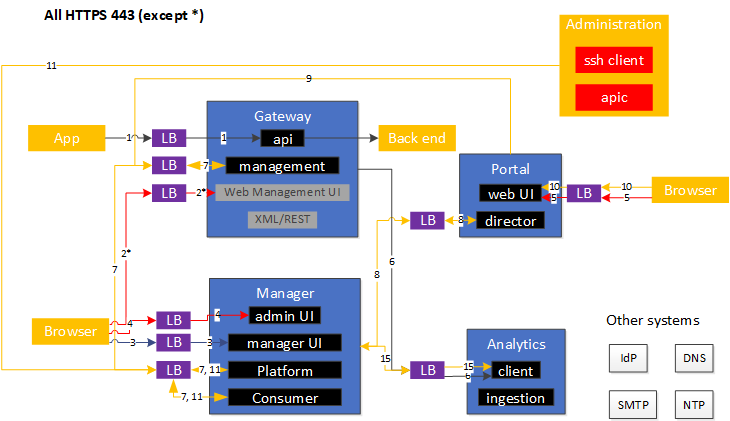 All HTTPS 443 (except *)
Administration
ssh client
apic
11
9
Gateway
App
1
LB
1
api
Back end
LB
7
management
LB
2*
Web Management UI
XML/REST
Portal
web UI
10
5
LB
10
5
Browser
LB
8
director
2*
7
6
8
Manager
Browser
4
LB
4
admin UI
3
LB
3
manager UI
LB
7, 11
Platform
7, 11
Consumer
15
LB
Analytics
15
6
client
ingestion
Other systems
IdP
DNS
SMTP
NTP